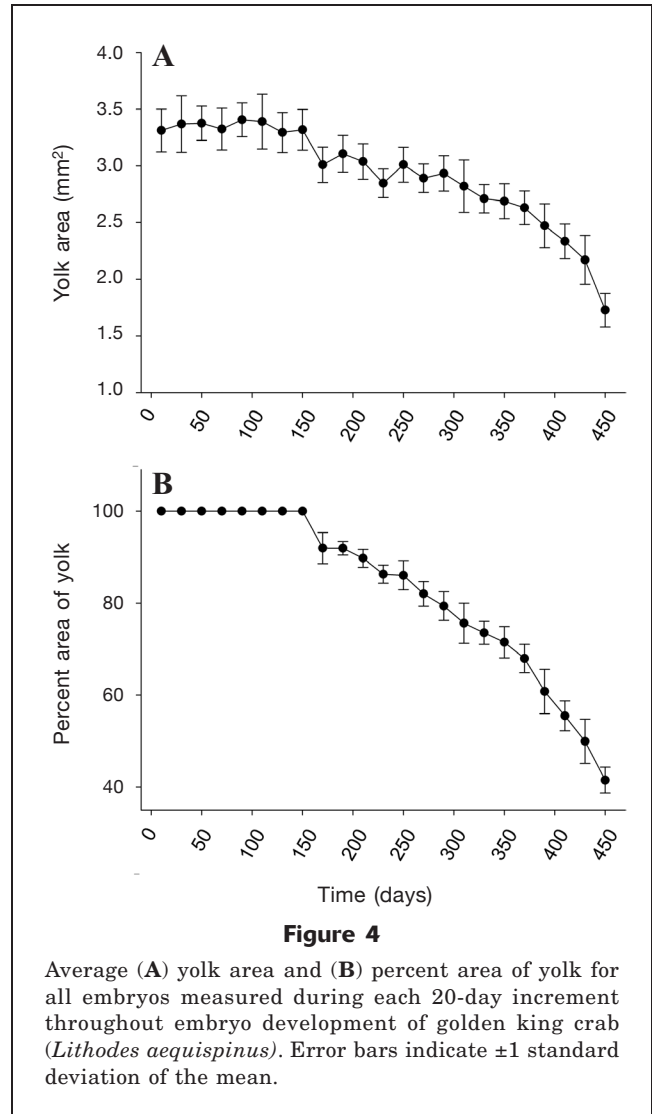 A
4.0
3.5
3.0
2.5
2.0
1.5
1.0
Yolk area (mm²)
0 50 100 150 200 250 300 350 400 450
B
100
80
60
40
Percent area of yolk
0 50 100 150 200 250 300 350 400 450
Time (days)
Figure 4
Average (A) yolk area and (B) percent area of yolk for
all embryos measured during each 20-day increment
throughout embryo development of golden king crab
(Lithodes aequispinus). Error bars indicate ±1 standard
deviation of the mean.